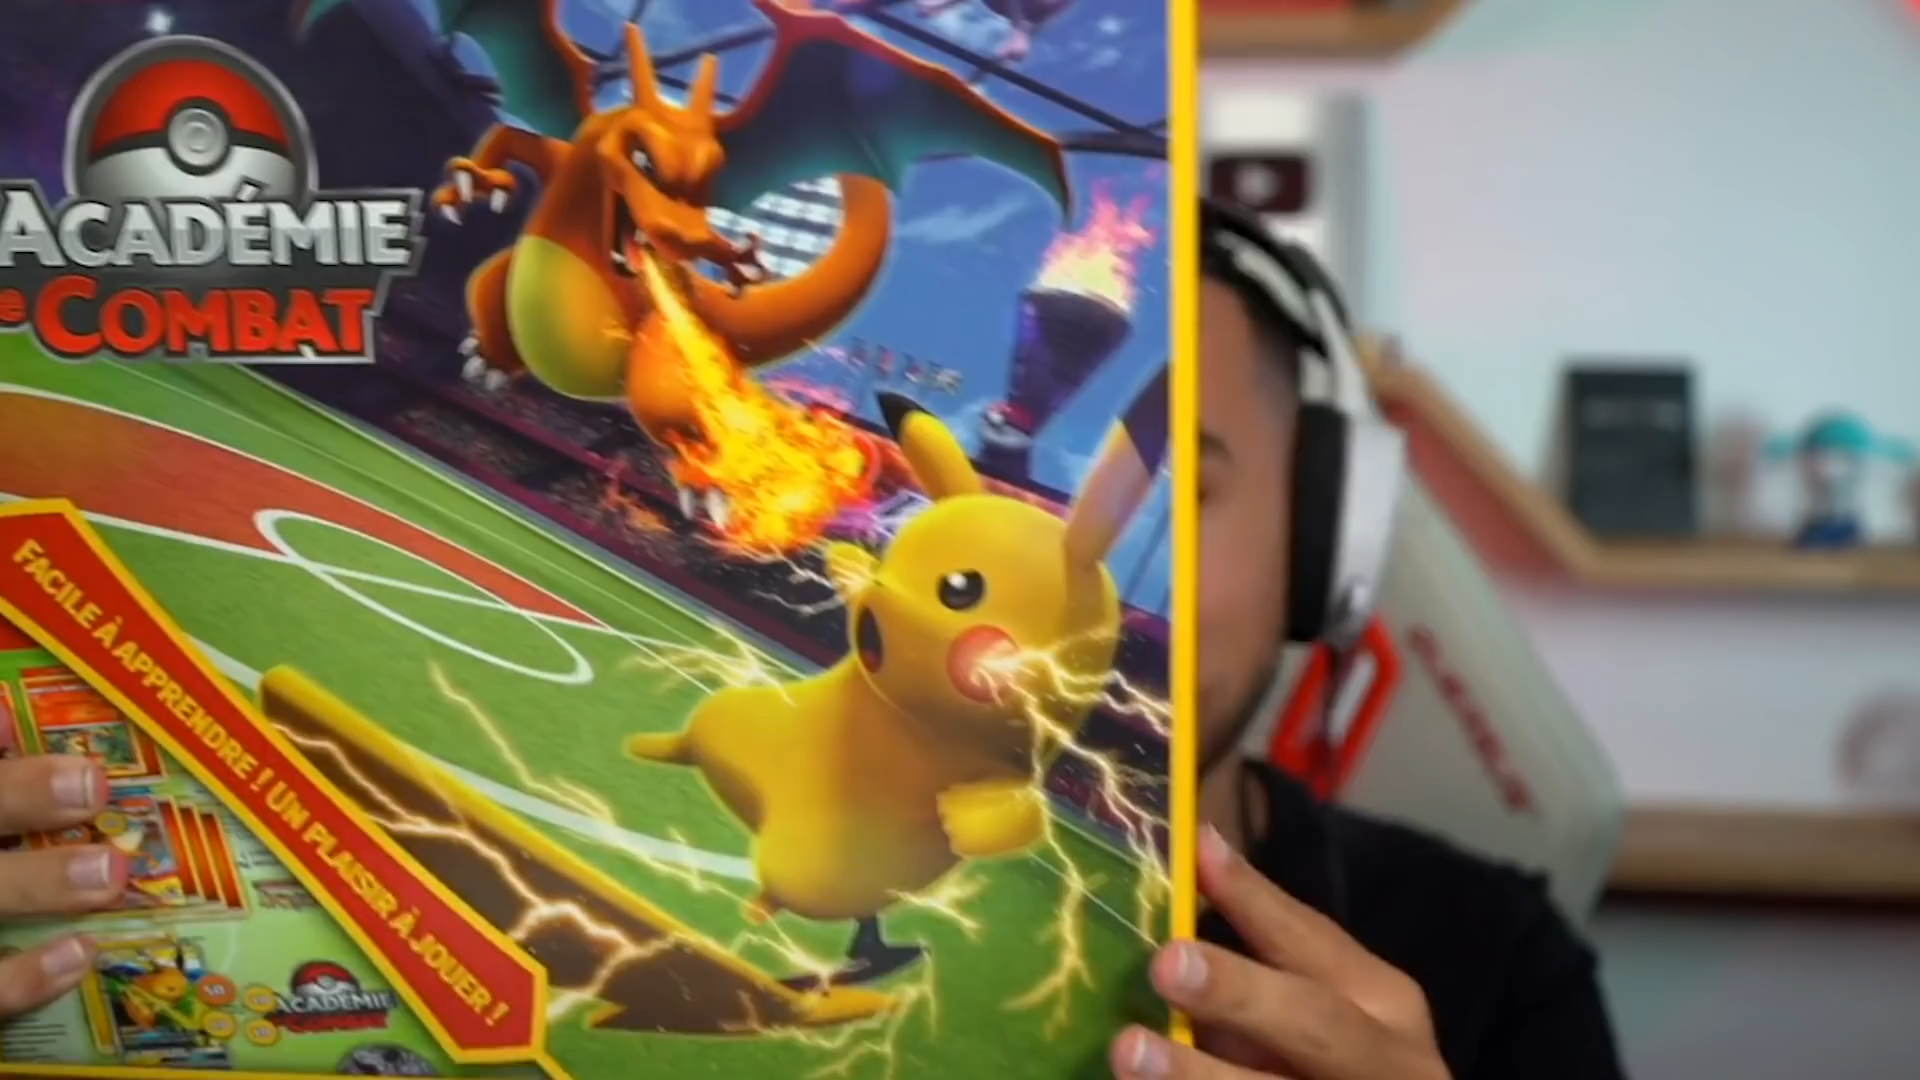 ACADÉMIE
e COMBAT
FACILE À APPRENDRE ! UN PLAISIR À JOUER !
ACADÉMIE
COMBAT